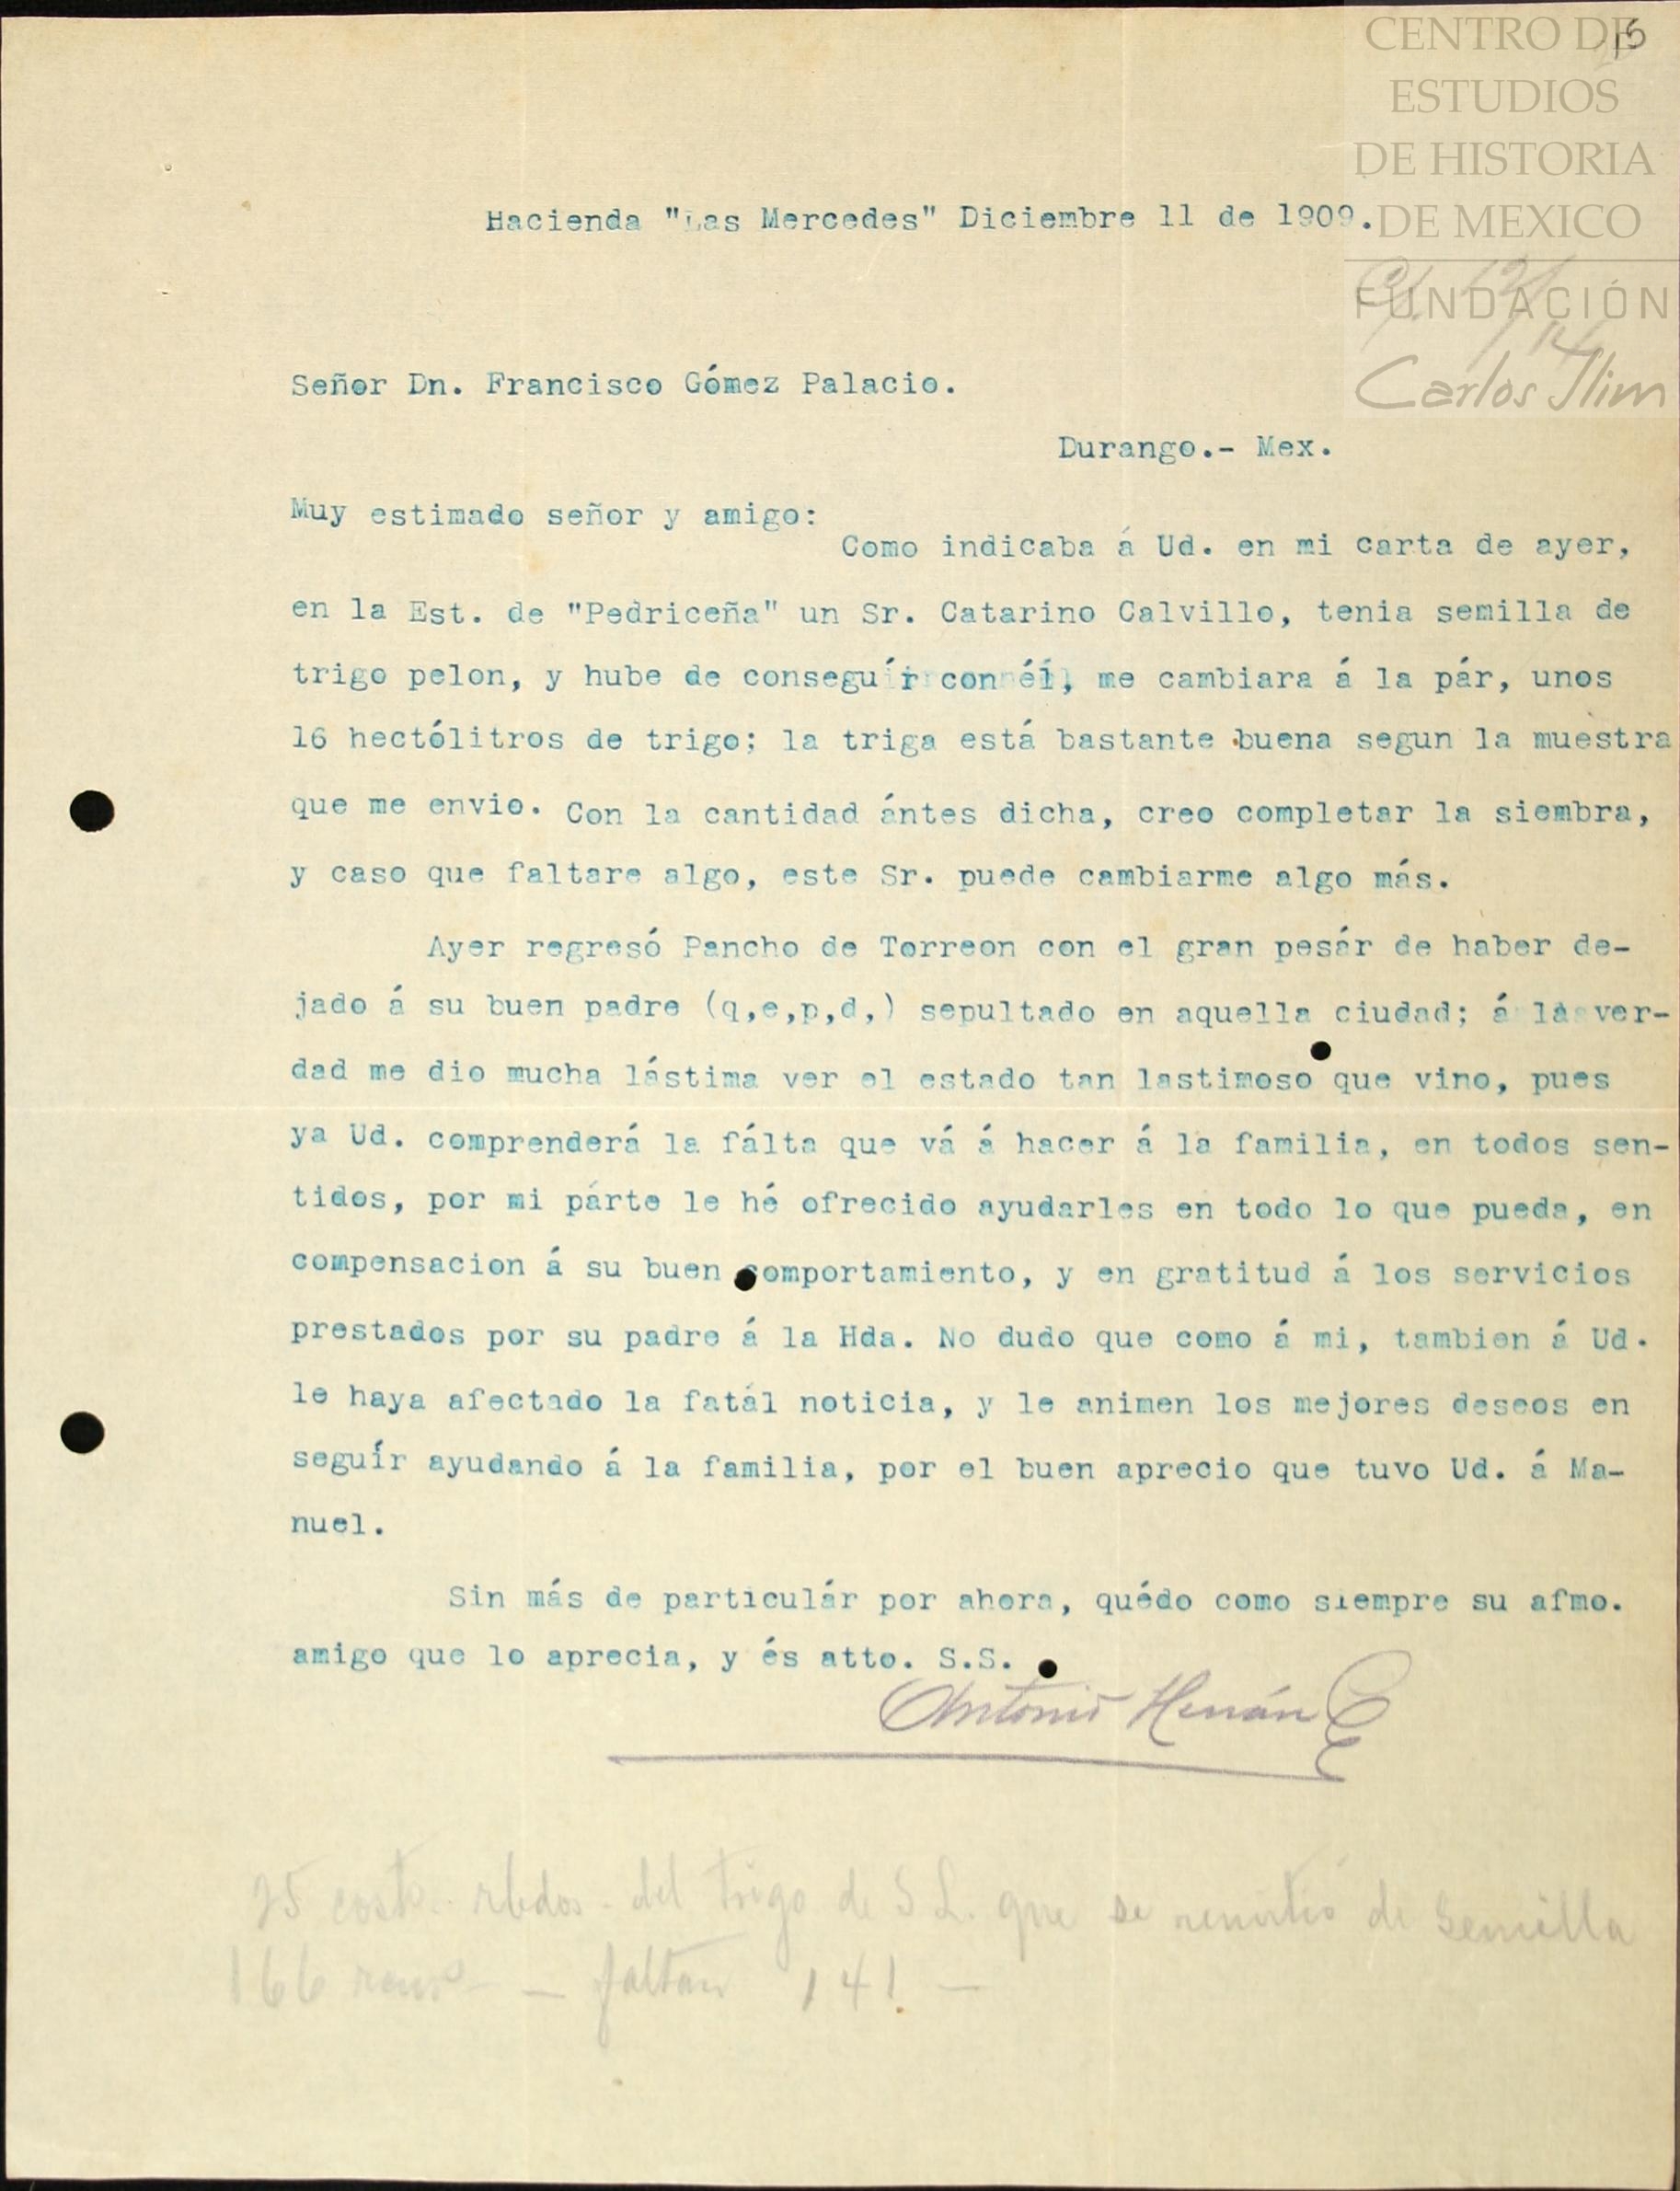 CENTRO DE
ESTUDIOS
DE HISTORIA
DE MEXICO
FUNDACIÓN
Carlos Slim
Hacienda "Las Mercedes" Diciembre 11 de 1909.
Señor Dn. Francisco Gómez Palacio.
Durango.- Mex.
Muy estimado señor y amigo:
Como indicaba á Ud. en mi carta de ayer,
en la Est. de "Pedriceña" un Sr. Catarino Calvillo, tenia semilla de
trigo pelon, y hube de conseguír con él, me cambiara á la pár, unos
16 hectólitros de trigo; la triga está bastante buena segun la muestra
que me envio. Con la cantidad ántes dicha, creo completar la siembra,
y caso que faltare algo, este Sr. puede cambiarme algo más.
Ayer regresó Pancho de Torreon con el gran pesár de haber de-
jado á su buen padre (q,e,p,d,) sepultado en aquella ciudad; á la ver-
dad me dio mucha lástima ver el estado tan lastimoso que vino, pues
ya Ud. comprenderá la fálta que vá á hacer á la familia, en todos sen-
tidos, por mi párte le hé ofrecido ayudarles en todo lo que pueda, en
compensacion á su buen comportamiento, y en gratitud á los servicios
prestados por su padre á la Hda. No dudo que como á mi, tambien á Ud.
le haya afectado la fatál noticia, y le animen los mejores deseos en
seguír ayudando á la familia, por el buen aprecio que tuvo Ud. á Ma-
nuel.
Sin más de particulár por ahora, quédo como siempre su afmo.
amigo que lo aprecia, y és atto. S.S.
Antonio Herrán
25 cost. rbdos. del trigo de S L. que se remitió de semilla
166 — faltan 141 —